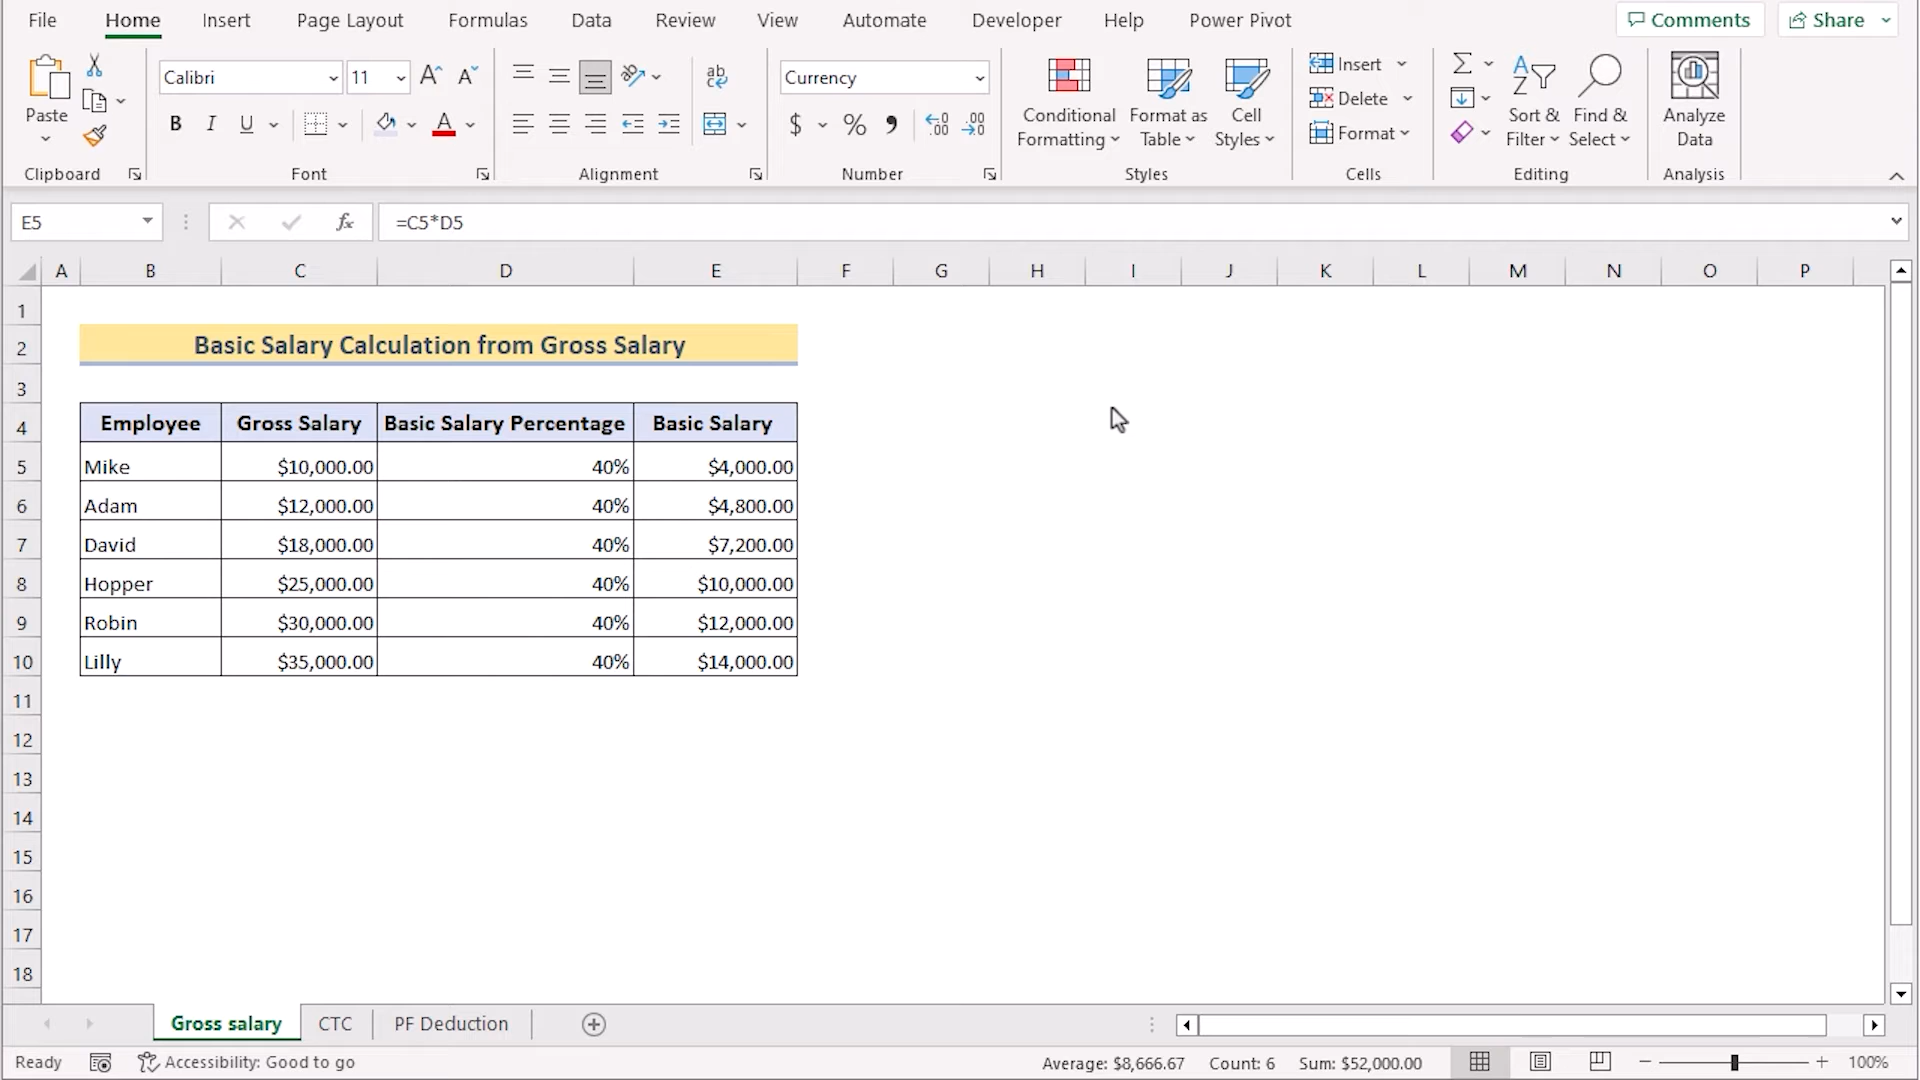 File Home Insert Page Layout Formulas Data Review View Automate Developer Help Power Pivot Comments Share
Paste
Calibri 11
B I U
ab
Currency
$ % 9 .00 .00
Conditional Formatting
Format as Table
Cell Styles
Insert
Delete
Format
Sort & Filter
Find & Select
Analyze Data
Clipboard Font Alignment Number Styles Cells Editing Analysis
E5 fx =C5*D5
A B C D E F G H I J K L M N O P
1
2 Basic Salary Calculation from Gross Salary
3
4 Employee Gross Salary Basic Salary Percentage Basic Salary
5 Mike $10,000.00 40% $4,000.00
6 Adam $12,000.00 40% $4,800.00
7 David $18,000.00 40% $7,200.00
8 Hopper $25,000.00 40% $10,000.00
9 Robin $30,000.00 40% $12,000.00
10 Lilly $35,000.00 40% $14,000.00
11
12
13
14
15
16
17
18
Gross salary CTC PF Deduction
Ready Accessibility: Good to go Average: $8,666.67 Count: 6 Sum: $52,000.00 100%